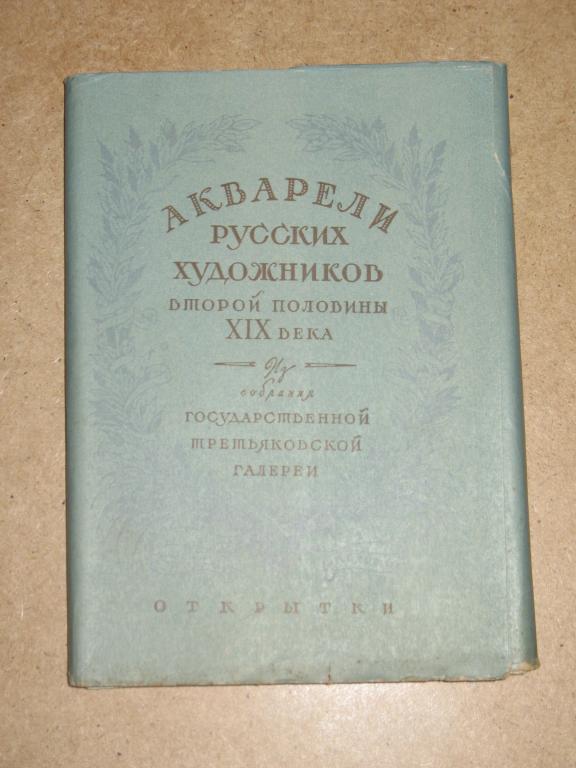 АКВАРЕЛИ
РУССКИХ
ХУДОЖНИКОВ
ВТОРОЙ ПОЛОВИНЫ
XIX ВЕКА
Из
собрания
ГОСУДАРСТВЕННОЙ
ТРЕТЬЯКОВСКОЙ
ГАЛЕРЕИ
ОТКРЫТКИ